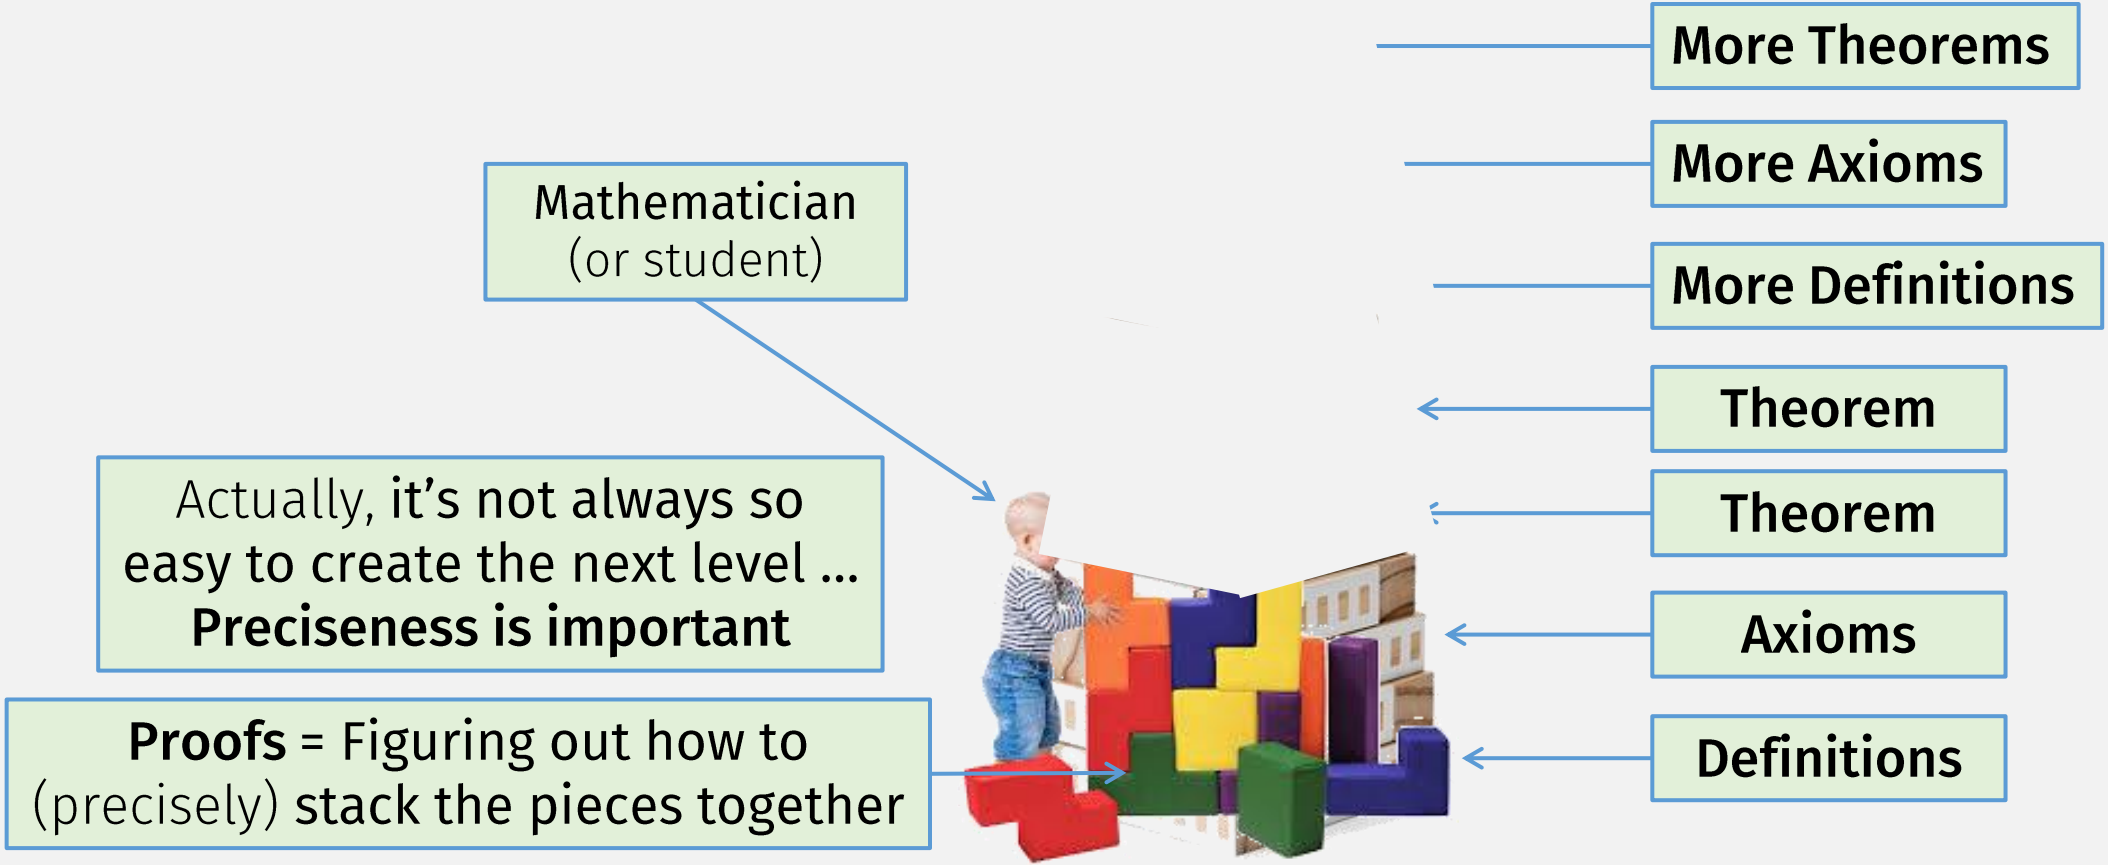 More Theorems
More Axioms
Mathematician
(or student)
More Definitions
Theorem
Actually, it’s not always so
easy to create the next level ...
Preciseness is important
Theorem
Axioms
Proofs = Figuring out how to
(precisely) stack the pieces together
Definitions